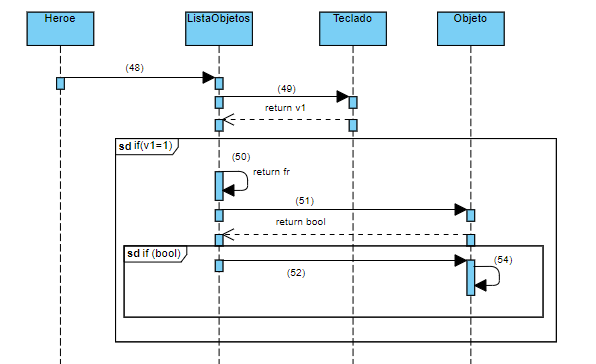 Heroe ListaObjetos Teclado Objeto
(48)
(49)
return v1
sd if(v1=1)
(50)
return fr
(51)
return bool
sd if (bool)
(52)
(54)